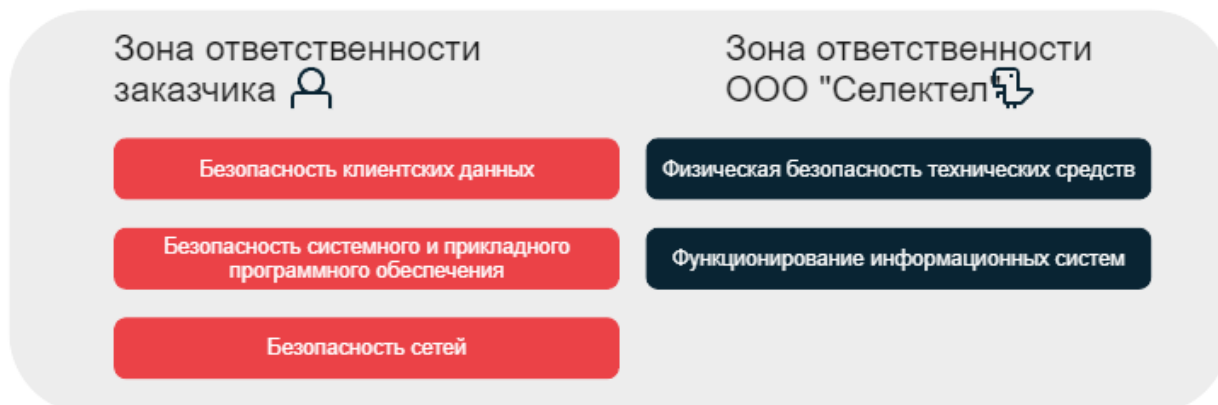 Зона ответственности
заказчика
Зона ответственности
ООО "Селектел"
Безопасность клиентских данных
Физическая безопасность технических средств
Безопасность системного и прикладного
программного обеспечения
Функционирование информационных систем
Безопасность сетей